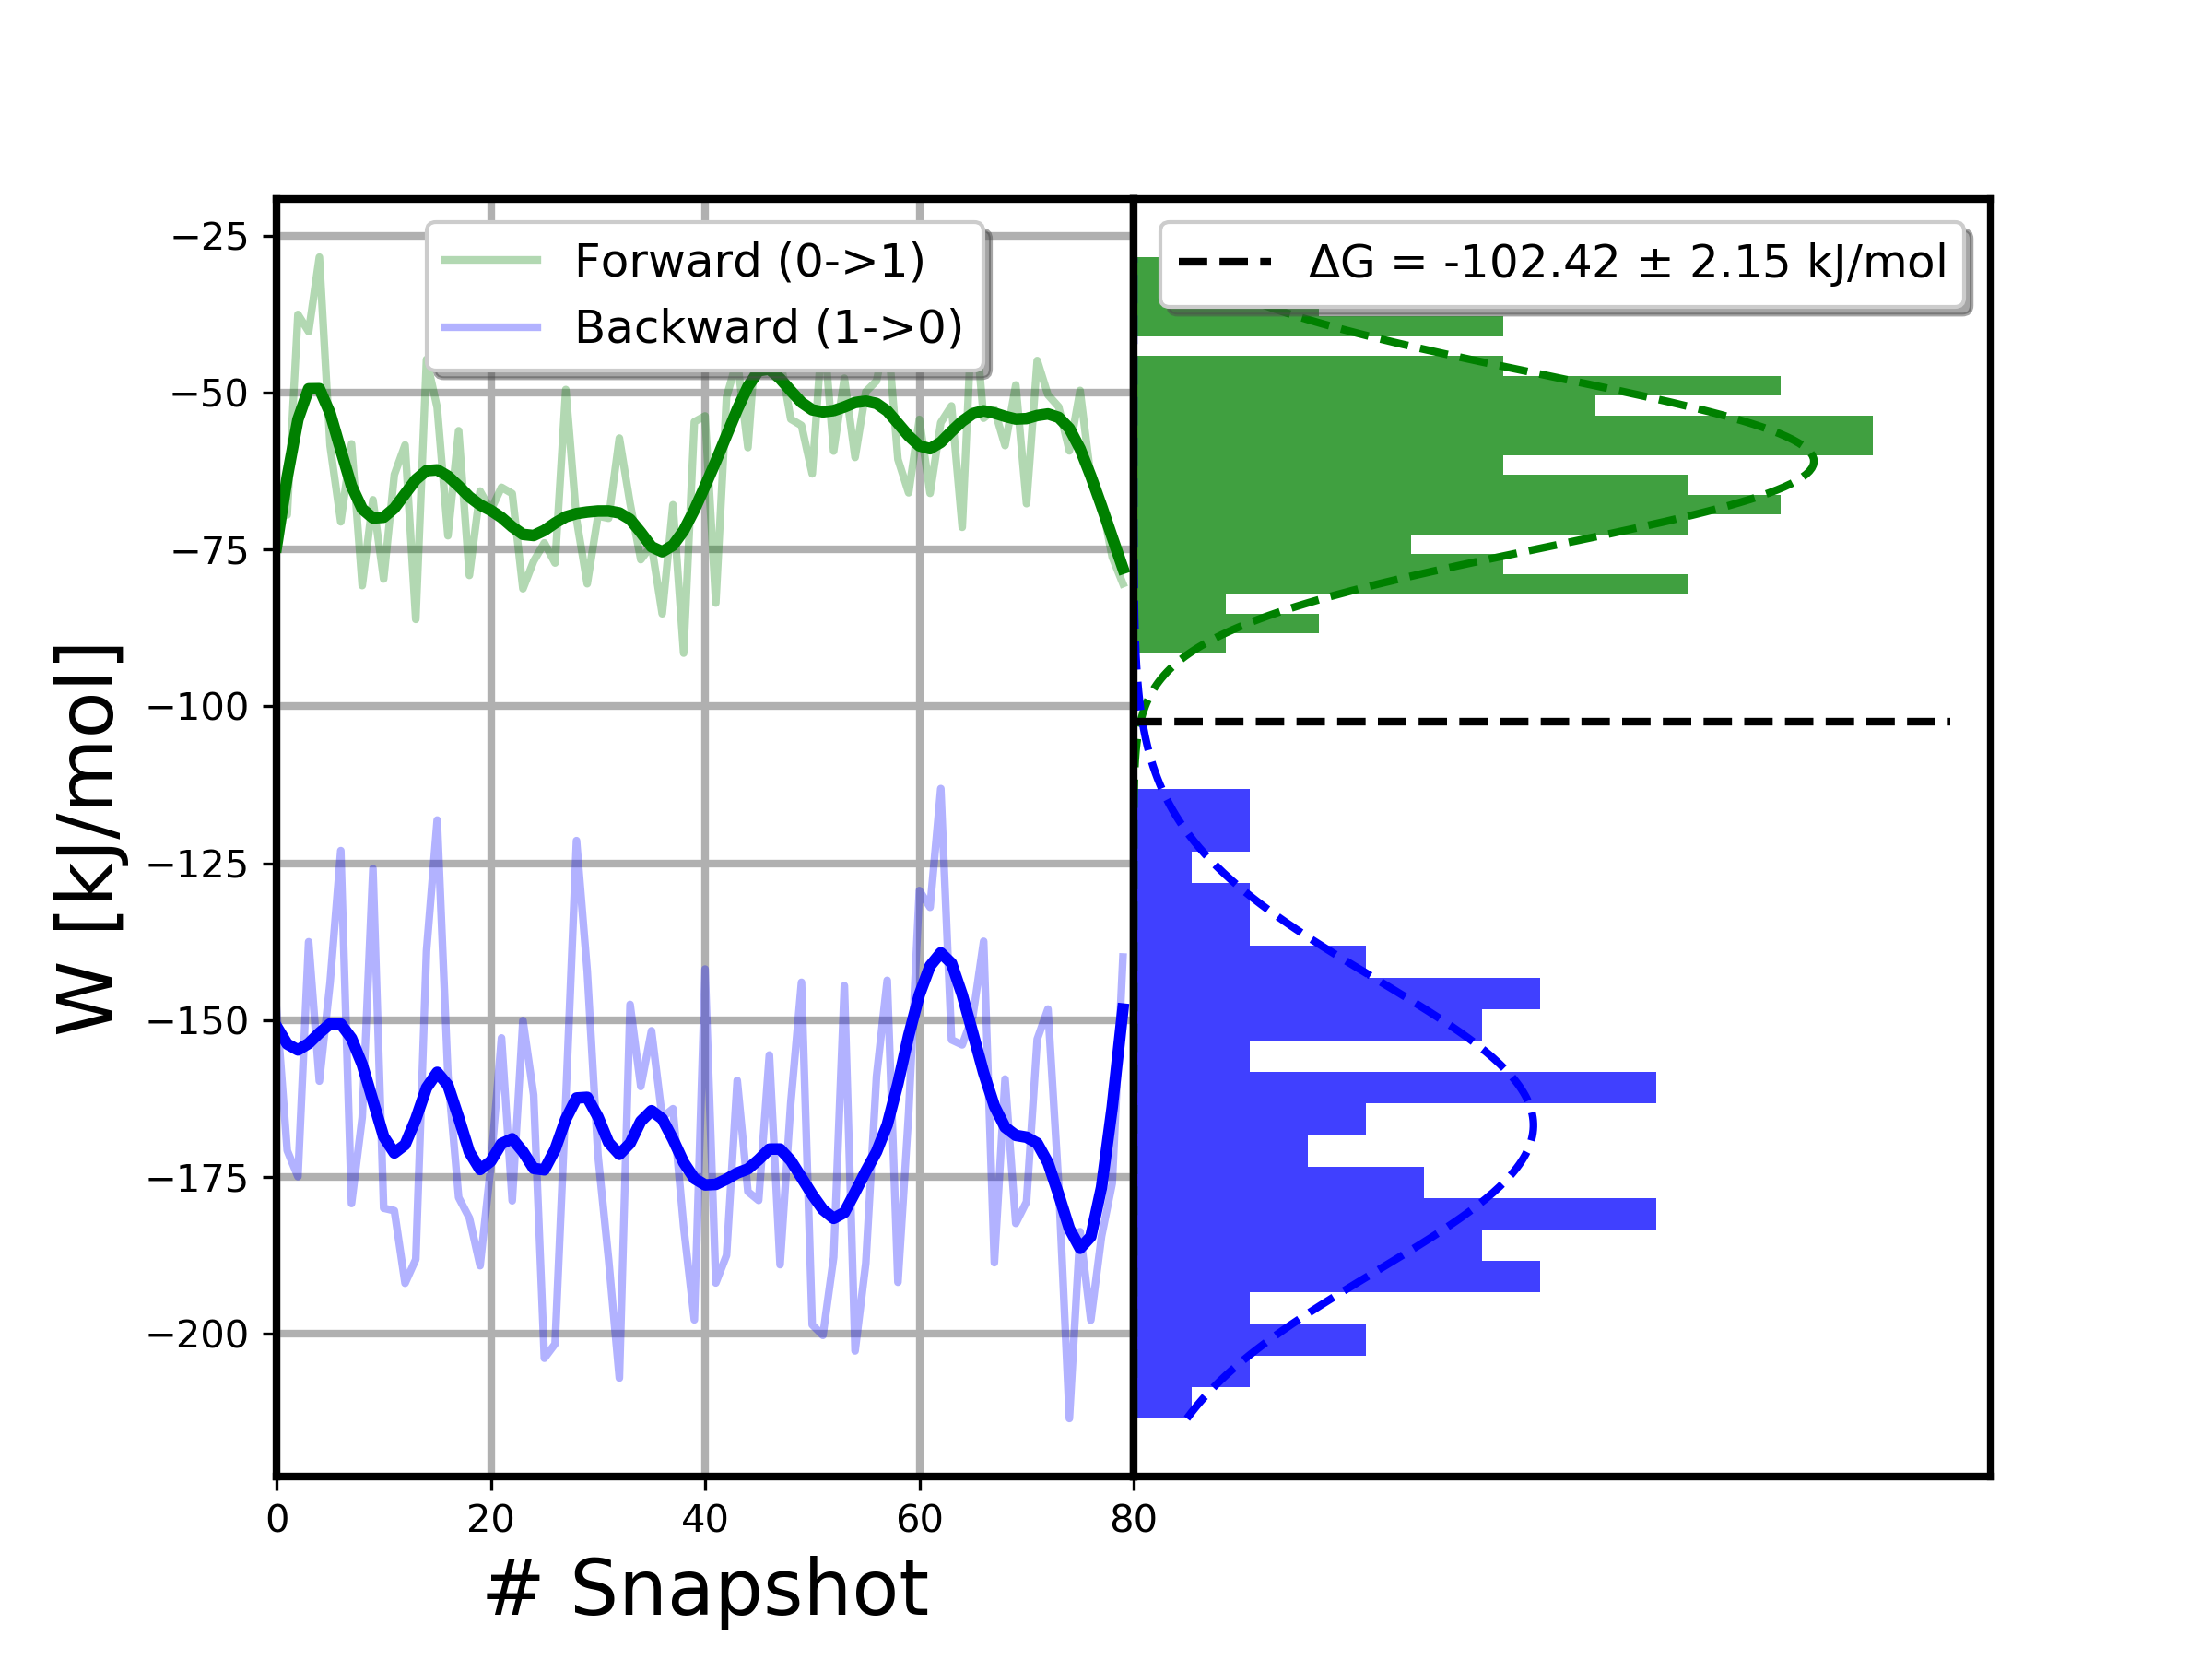 W [kJ/mol]
−25
−50
−75
−100
−125
−150
−175
−200
Forward (0->1)
Backward (1->0)
ΔG = -102.42 ± 2.15 kJ/mol
0 20 40 60 80
# Snapshot